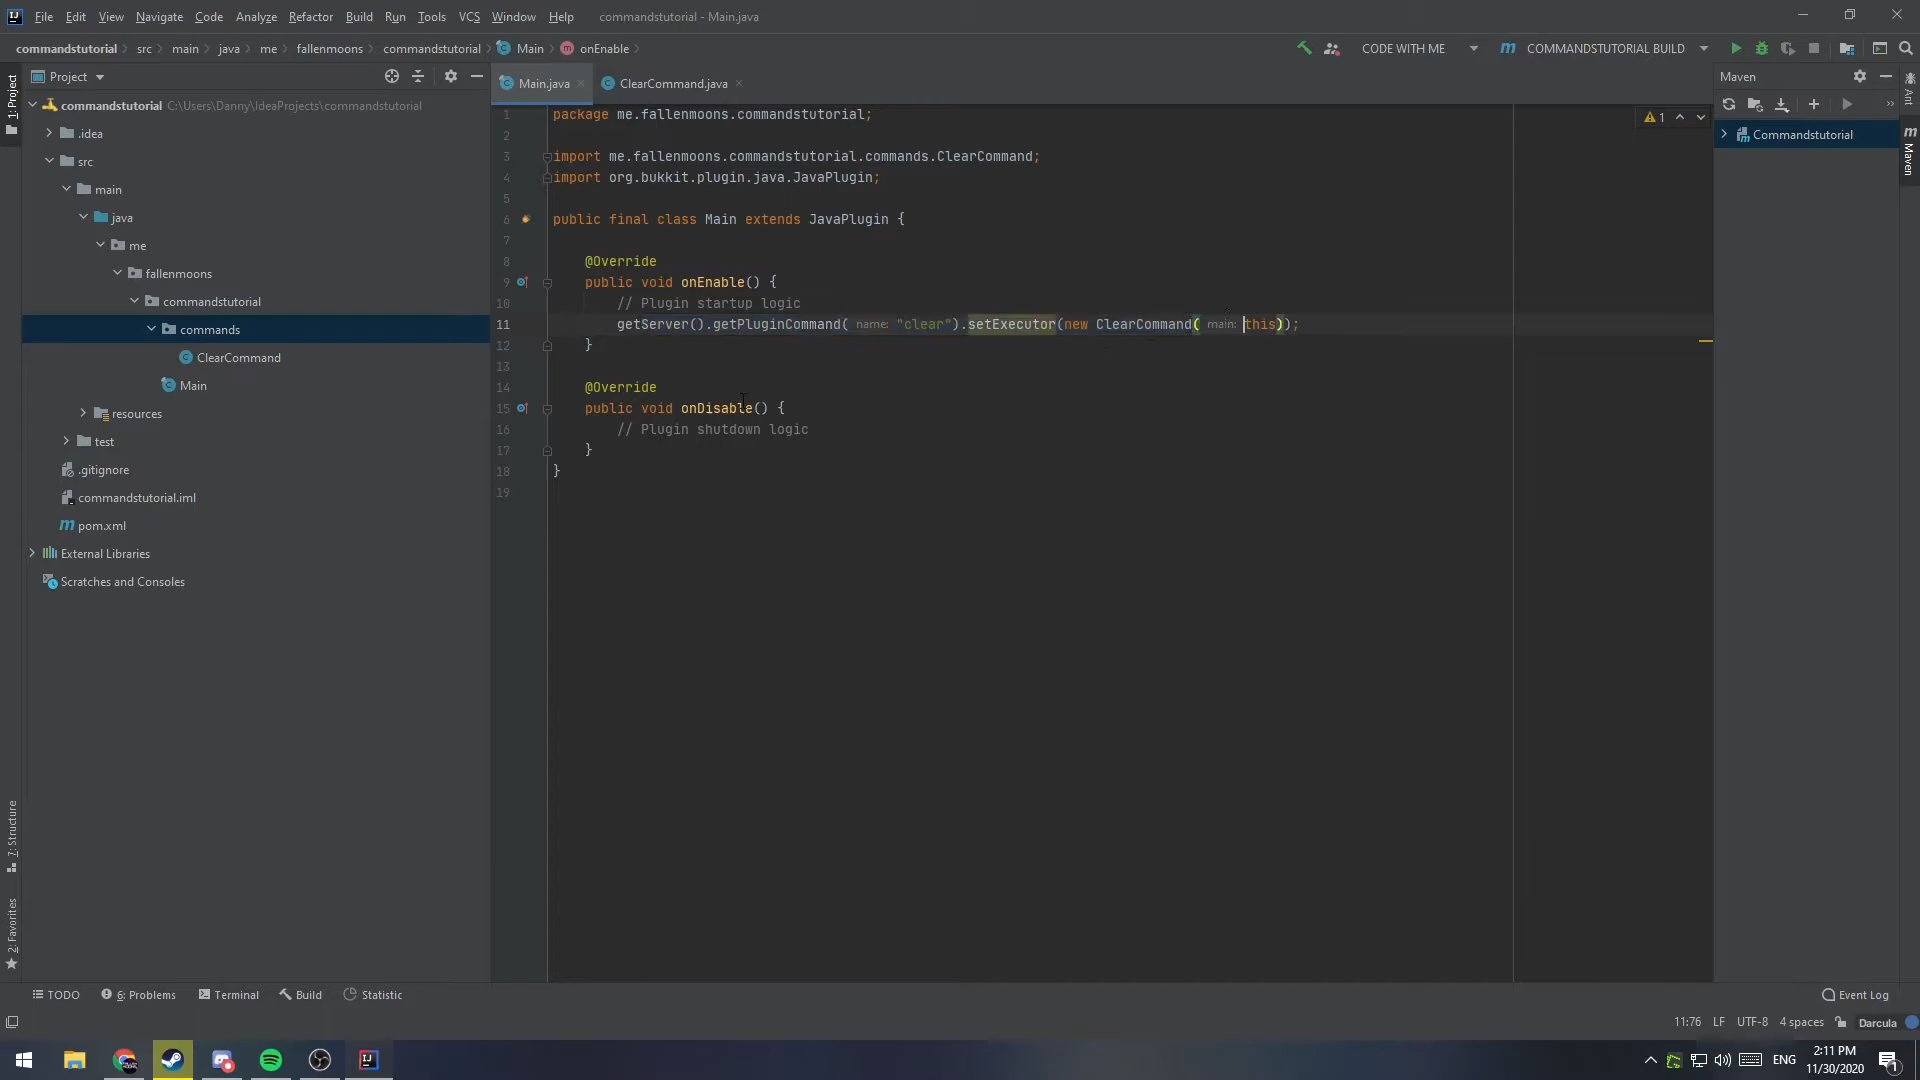 File Edit View Navigate Code Analyze Refactor Build Run Tools VCS Window Help commandstutorial - Main.java
commandstutorial src main java me fallenmoons commandstutorial Main onEnable CODE WITH ME COMMANDSTUTORIAL BUILD
Project
Main.java ClearCommand.java
Maven
commandstutorial C:\Users\Danny\IdeaProjects\commandstutorial
.idea
src
main
java
me
fallenmoons
commandstutorial
commands
ClearCommand
Main
resources
test
.gitignore
commandstutorial.iml
pom.xml
External Libraries
Scratches and Consoles
1 package me.fallenmoons.commandstutorial;
2
3 import me.fallenmoons.commandstutorial.commands.ClearCommand;
4 import org.bukkit.plugin.java.JavaPlugin;
5
6 public final class Main extends JavaPlugin {
7
8 @Override
9 public void onEnable() {
10 // Plugin startup logic
11 getServer().getPluginCommand( name: "clear").setExecutor(new ClearCommand( main: this));
12 }
13
14 @Override
15 public void onDisable() {
16 // Plugin shutdown logic
17 }
18 }
19
1
Commandstutorial
1: Project
7: Structure
2: Favorites
Ant
Maven
TODO 6: Problems Terminal Build Statistic Event Log
11:76 LF UTF-8 4 spaces Darcula
ENG 2:11 PM
11/30/2020
1